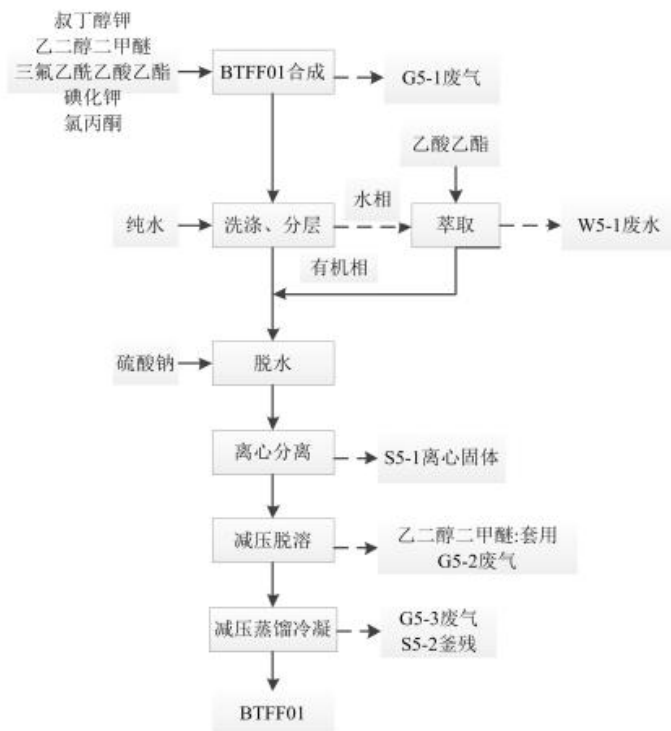 叔丁醇钾
乙二醇二甲醚
三氟乙酰乙酸乙酯
碘化钾
氯丙酮
BTFF01合成
G5-1废气
乙酸乙酯
纯水
洗涤、分层
水相
萃取
W5-1废水
有机相
硫酸钠
脱水
离心分离
S5-1离心固体
减压脱溶
乙二醇二甲醚:套用
G5-2废气
减压蒸馏冷凝
G5-3废气
S5-2釜残
BTFF01